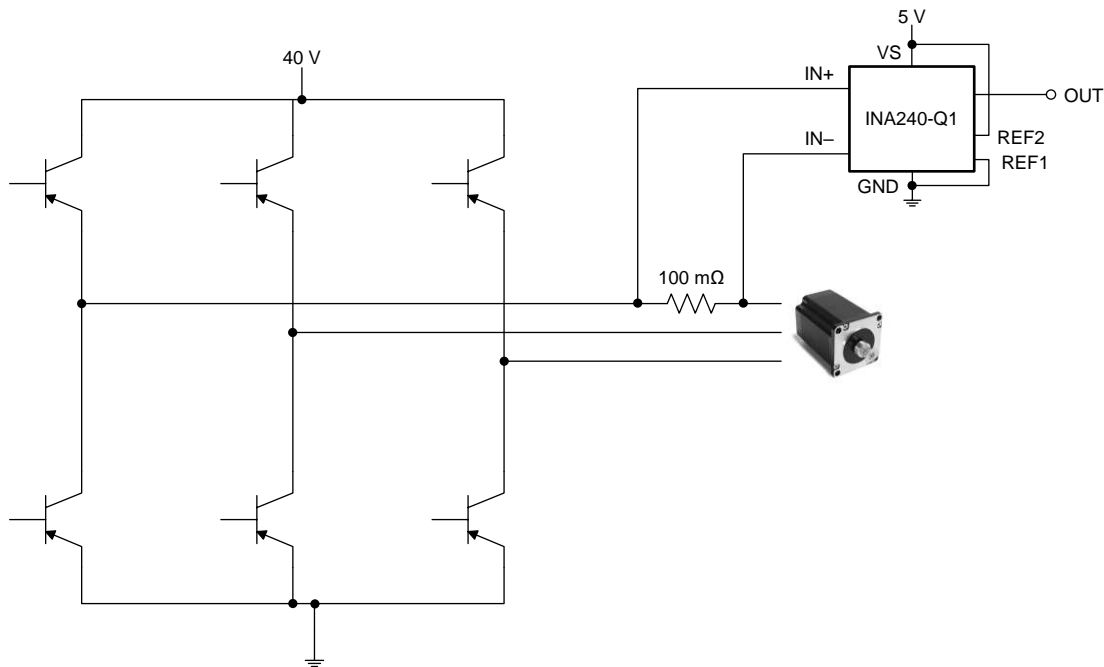 5 V
40 V
VS
IN+
INA240-Q1
OUT
IN–
REF2
REF1
GND
100 mΩ